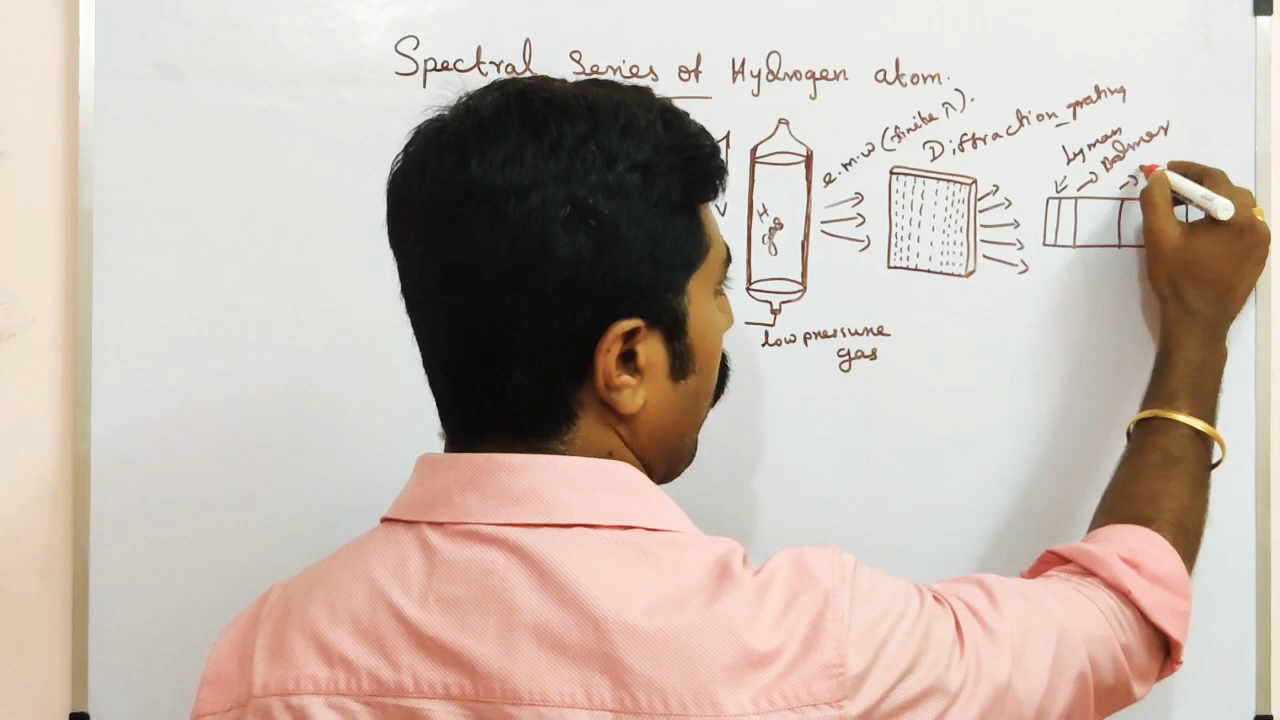 Spectral Series of Hydrogen atom.
e.m.w (finite λ).
Diffraction grating
Lyman
Balmer
H
gas
low pressure
gas